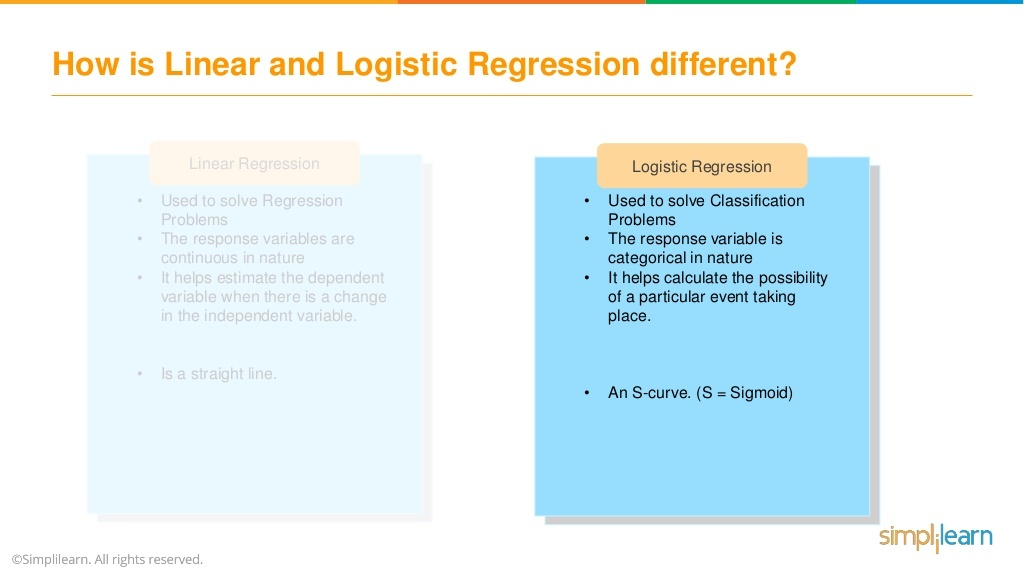 How is Linear and Logistic Regression different?
Linear Regression
• Used to solve Regression
Problems
• The response variables are
continuous in nature
• It helps estimate the dependent
variable when there is a change
in the independent variable.
• Is a straight line.
Logistic Regression
• Used to solve Classification
Problems
• The response variable is
categorical in nature
• It helps calculate the possibility
of a particular event taking
place.
• An S-curve. (S = Sigmoid)
simplilearn
©Simplilearn. All rights reserved.